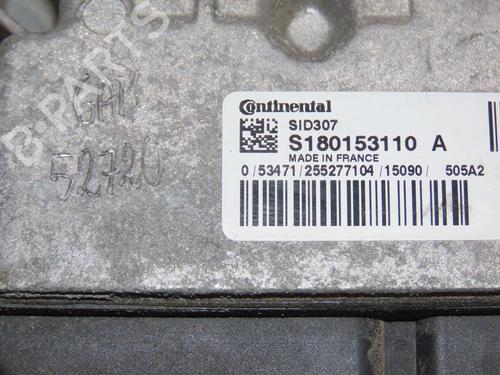 B-PARTS
52720
Continental
SID307
S180153110 A
MADE IN FRANCE
0/53471/255277104/15090/ 505A2